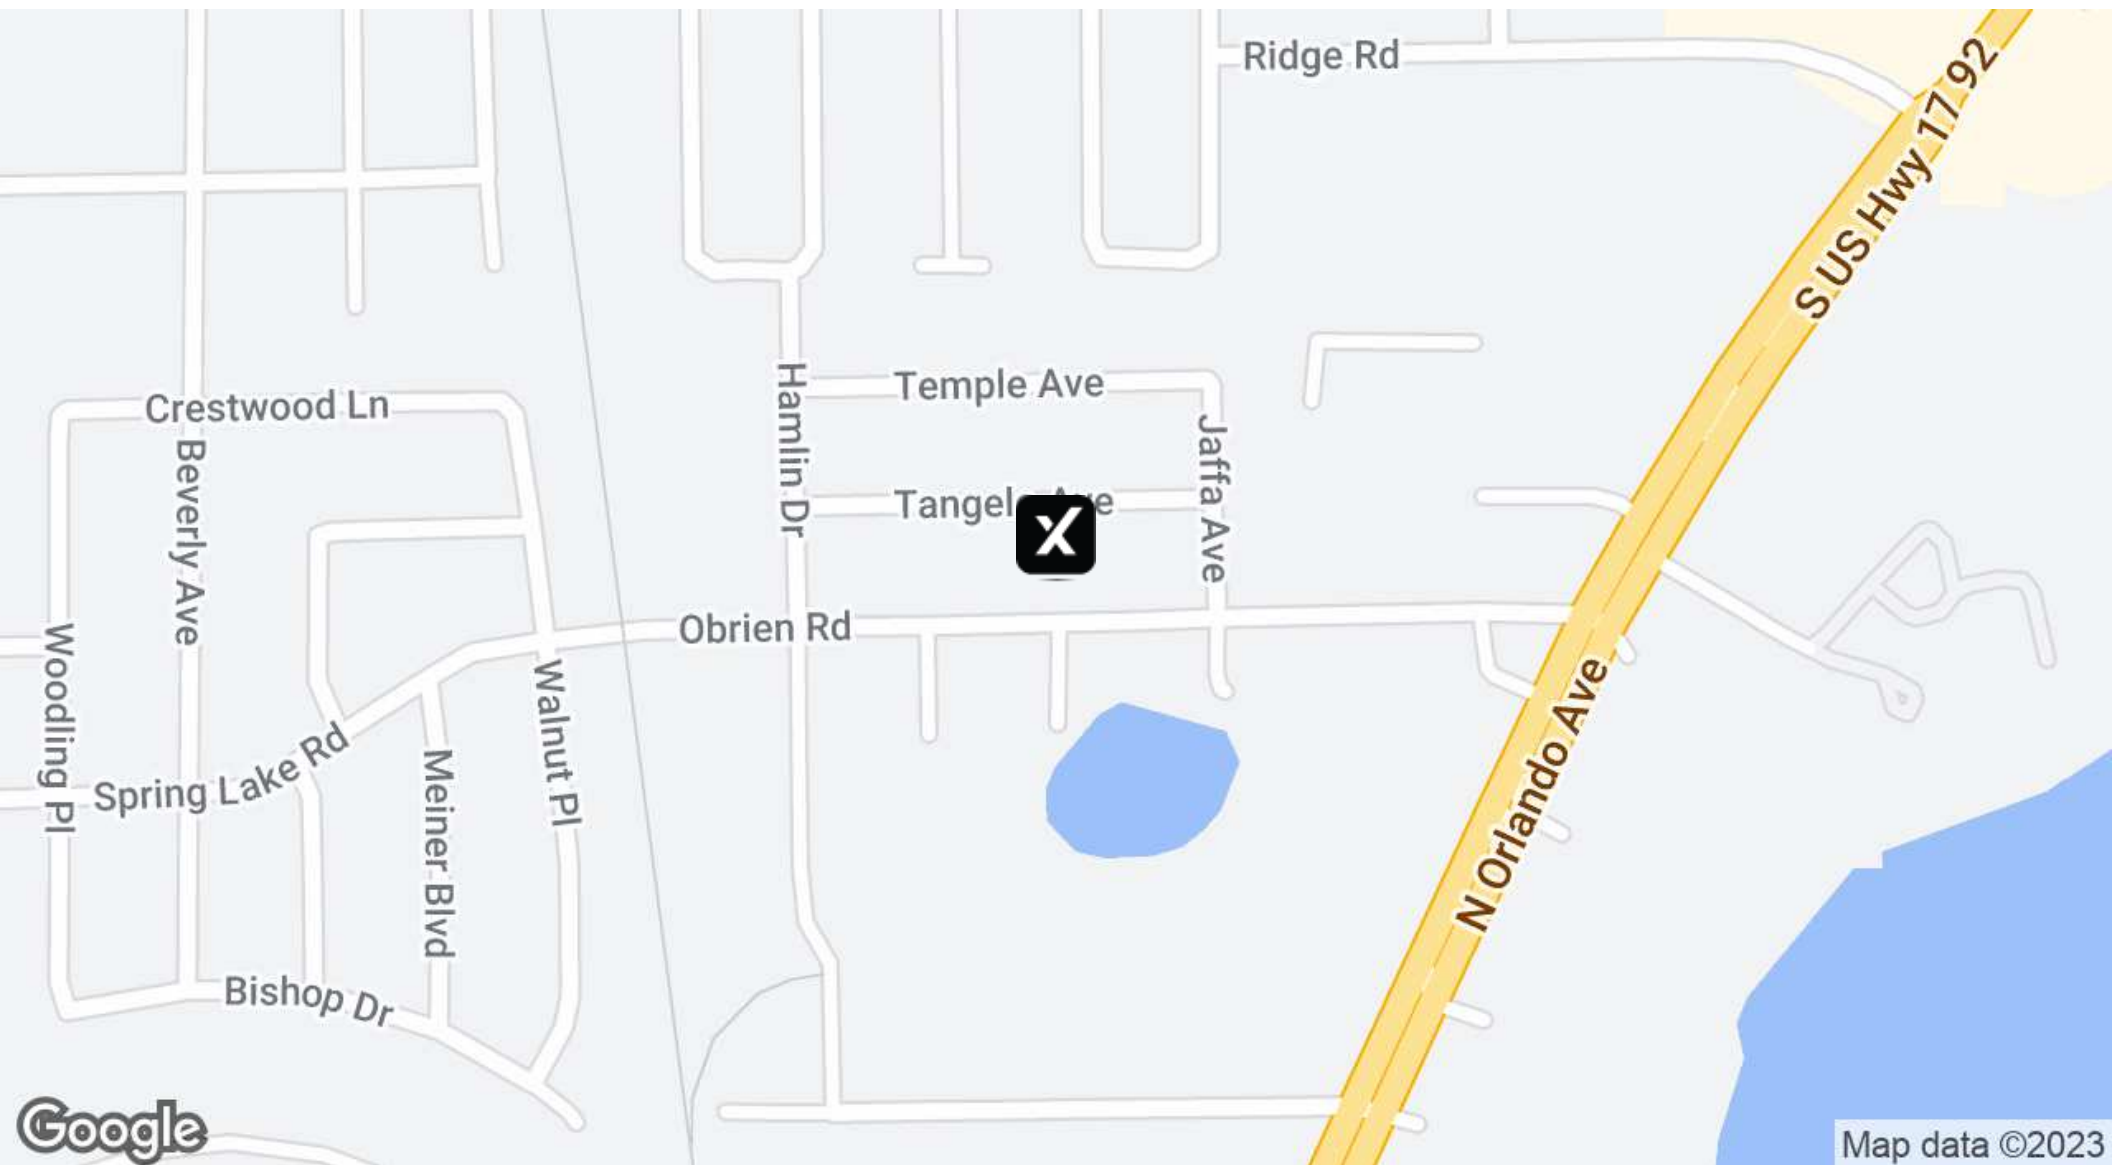 Ridge Rd
S US Hwy 17 92
Temple Ave
Hamlin Dr
Crestwood Ln
Jaffa Ave
Beverly Ave
Obrien Rd
Woodling Pl
Walnut Pl
N Orlando Ave
Spring Lake Rd
Meiner Blvd
Bishop Dr
Google
Map data ©2023